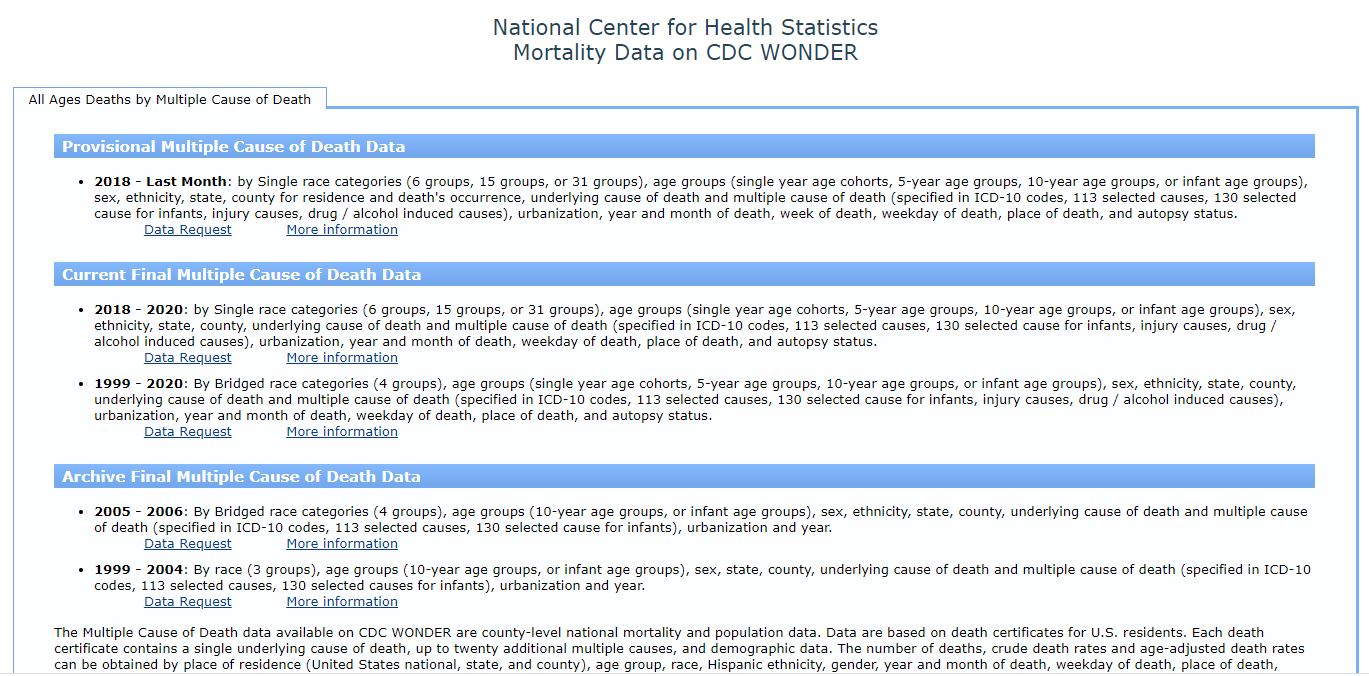 National Center for Health Statistics
Mortality Data on CDC WONDER
All Ages Deaths by Multiple Cause of Death
Provisional Multiple Cause of Death Data
• 2018 - Last Month: by Single race categories (6 groups, 15 groups, or 31 groups), age groups (single year age cohorts, 5-year age groups, 10-year age groups, or infant age groups),
sex, ethnicity, state, county for residence and death's occurrence, underlying cause of death and multiple cause of death (specified in ICD-10 codes, 113 selected causes, 130 selected
cause for infants, injury causes, drug / alcohol induced causes), urbanization, year and month of death, week of death, weekday of death, place of death, and autopsy status.
Data Request More information
Current Final Multiple Cause of Death Data
• 2018 - 2020: by Single race categories (6 groups, 15 groups, or 31 groups), age groups (single year age cohorts, 5-year age groups, 10-year age groups, or infant age groups), sex,
ethnicity, state, county, underlying cause of death and multiple cause of death (specified in ICD-10 codes, 113 selected causes, 130 selected cause for infants, injury causes, drug /
alcohol induced causes), urbanization, year and month of death, weekday of death, place of death, and autopsy status.
Data Request More information
• 1999 - 2020: By Bridged race categories (4 groups), age groups (single year age cohorts, 5-year age groups, 10-year age groups, or infant age groups), sex, ethnicity, state, county,
underlying cause of death and multiple cause of death (specified in ICD-10 codes, 113 selected causes, 130 selected cause for infants, injury causes, drug / alcohol induced causes),
urbanization, year and month of death, weekday of death, place of death, and autopsy status.
Data Request More information
Archive Final Multiple Cause of Death Data
• 2005 - 2006: By Bridged race categories (4 groups), age groups (10-year age groups, or infant age groups), sex, ethnicity, state, county, underlying cause of death and multiple cause
of death (specified in ICD-10 codes, 113 selected causes, 130 selected cause for infants), urbanization and year.
Data Request More information
• 1999 - 2004: By race (3 groups), age groups (10-year age groups, or infant age groups), sex, state, county, underlying cause of death and multiple cause of death (specified in ICD-10
codes, 113 selected causes, 130 selected causes for infants), urbanization and year.
Data Request More information
The Multiple Cause of Death data available on CDC WONDER are county-level national mortality and population data. Data are based on death certificates for U.S. residents. Each death
certificate contains a single underlying cause of death, up to twenty additional multiple causes, and demographic data. The number of deaths, crude death rates and age-adjusted death rates
can be obtained by place of residence (United States national, state, and county), age group, race, Hispanic ethnicity, gender, year and month of death, weekday of death, place of death,